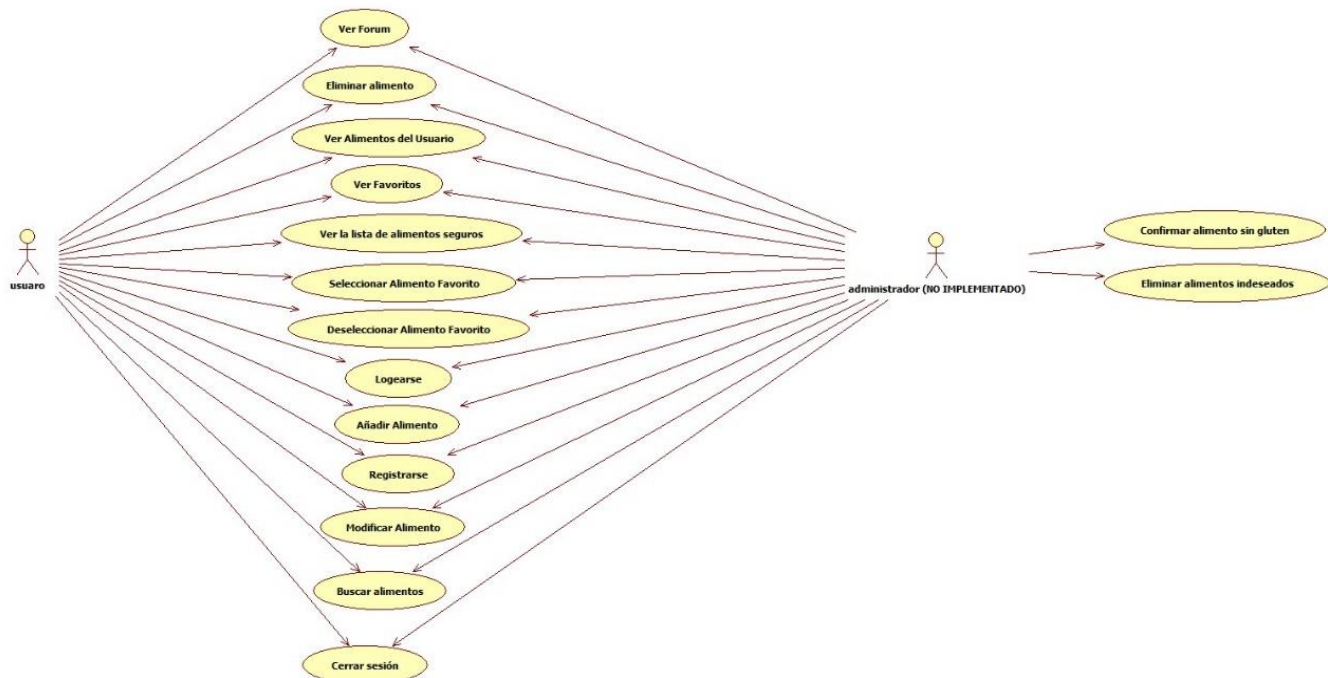 Ver Forum
Eliminar alimento
Ver Alimentos del Usuario
Ver Favoritos
Ver la lista de alimentos seguros
Seleccionar Alimento Favorito
Deseleccionar Alimento Favorito
Logearse
Añadir Alimento
Registrarse
Modificar Alimento
Buscar alimentos
Cerrar sesión
usuaro
administrador (NO IMPLEMENTADO)
Confirmar alimento sin gluten
Eliminar alimentos indeseados